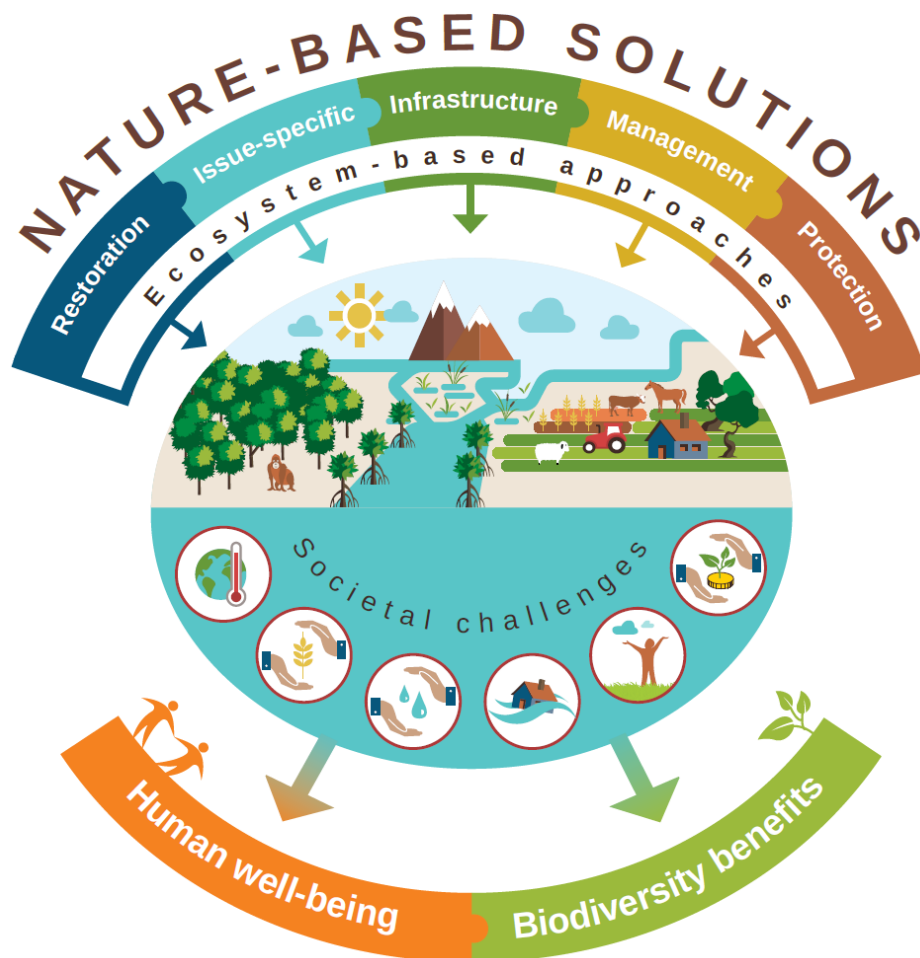 NATURE-BASED SOLUTIONS
Restoration
Issue-specific
Infrastructure
Management
Protection
Ecosystem-based approaches
Societal challenges
Human well-being
Biodiversity benefits